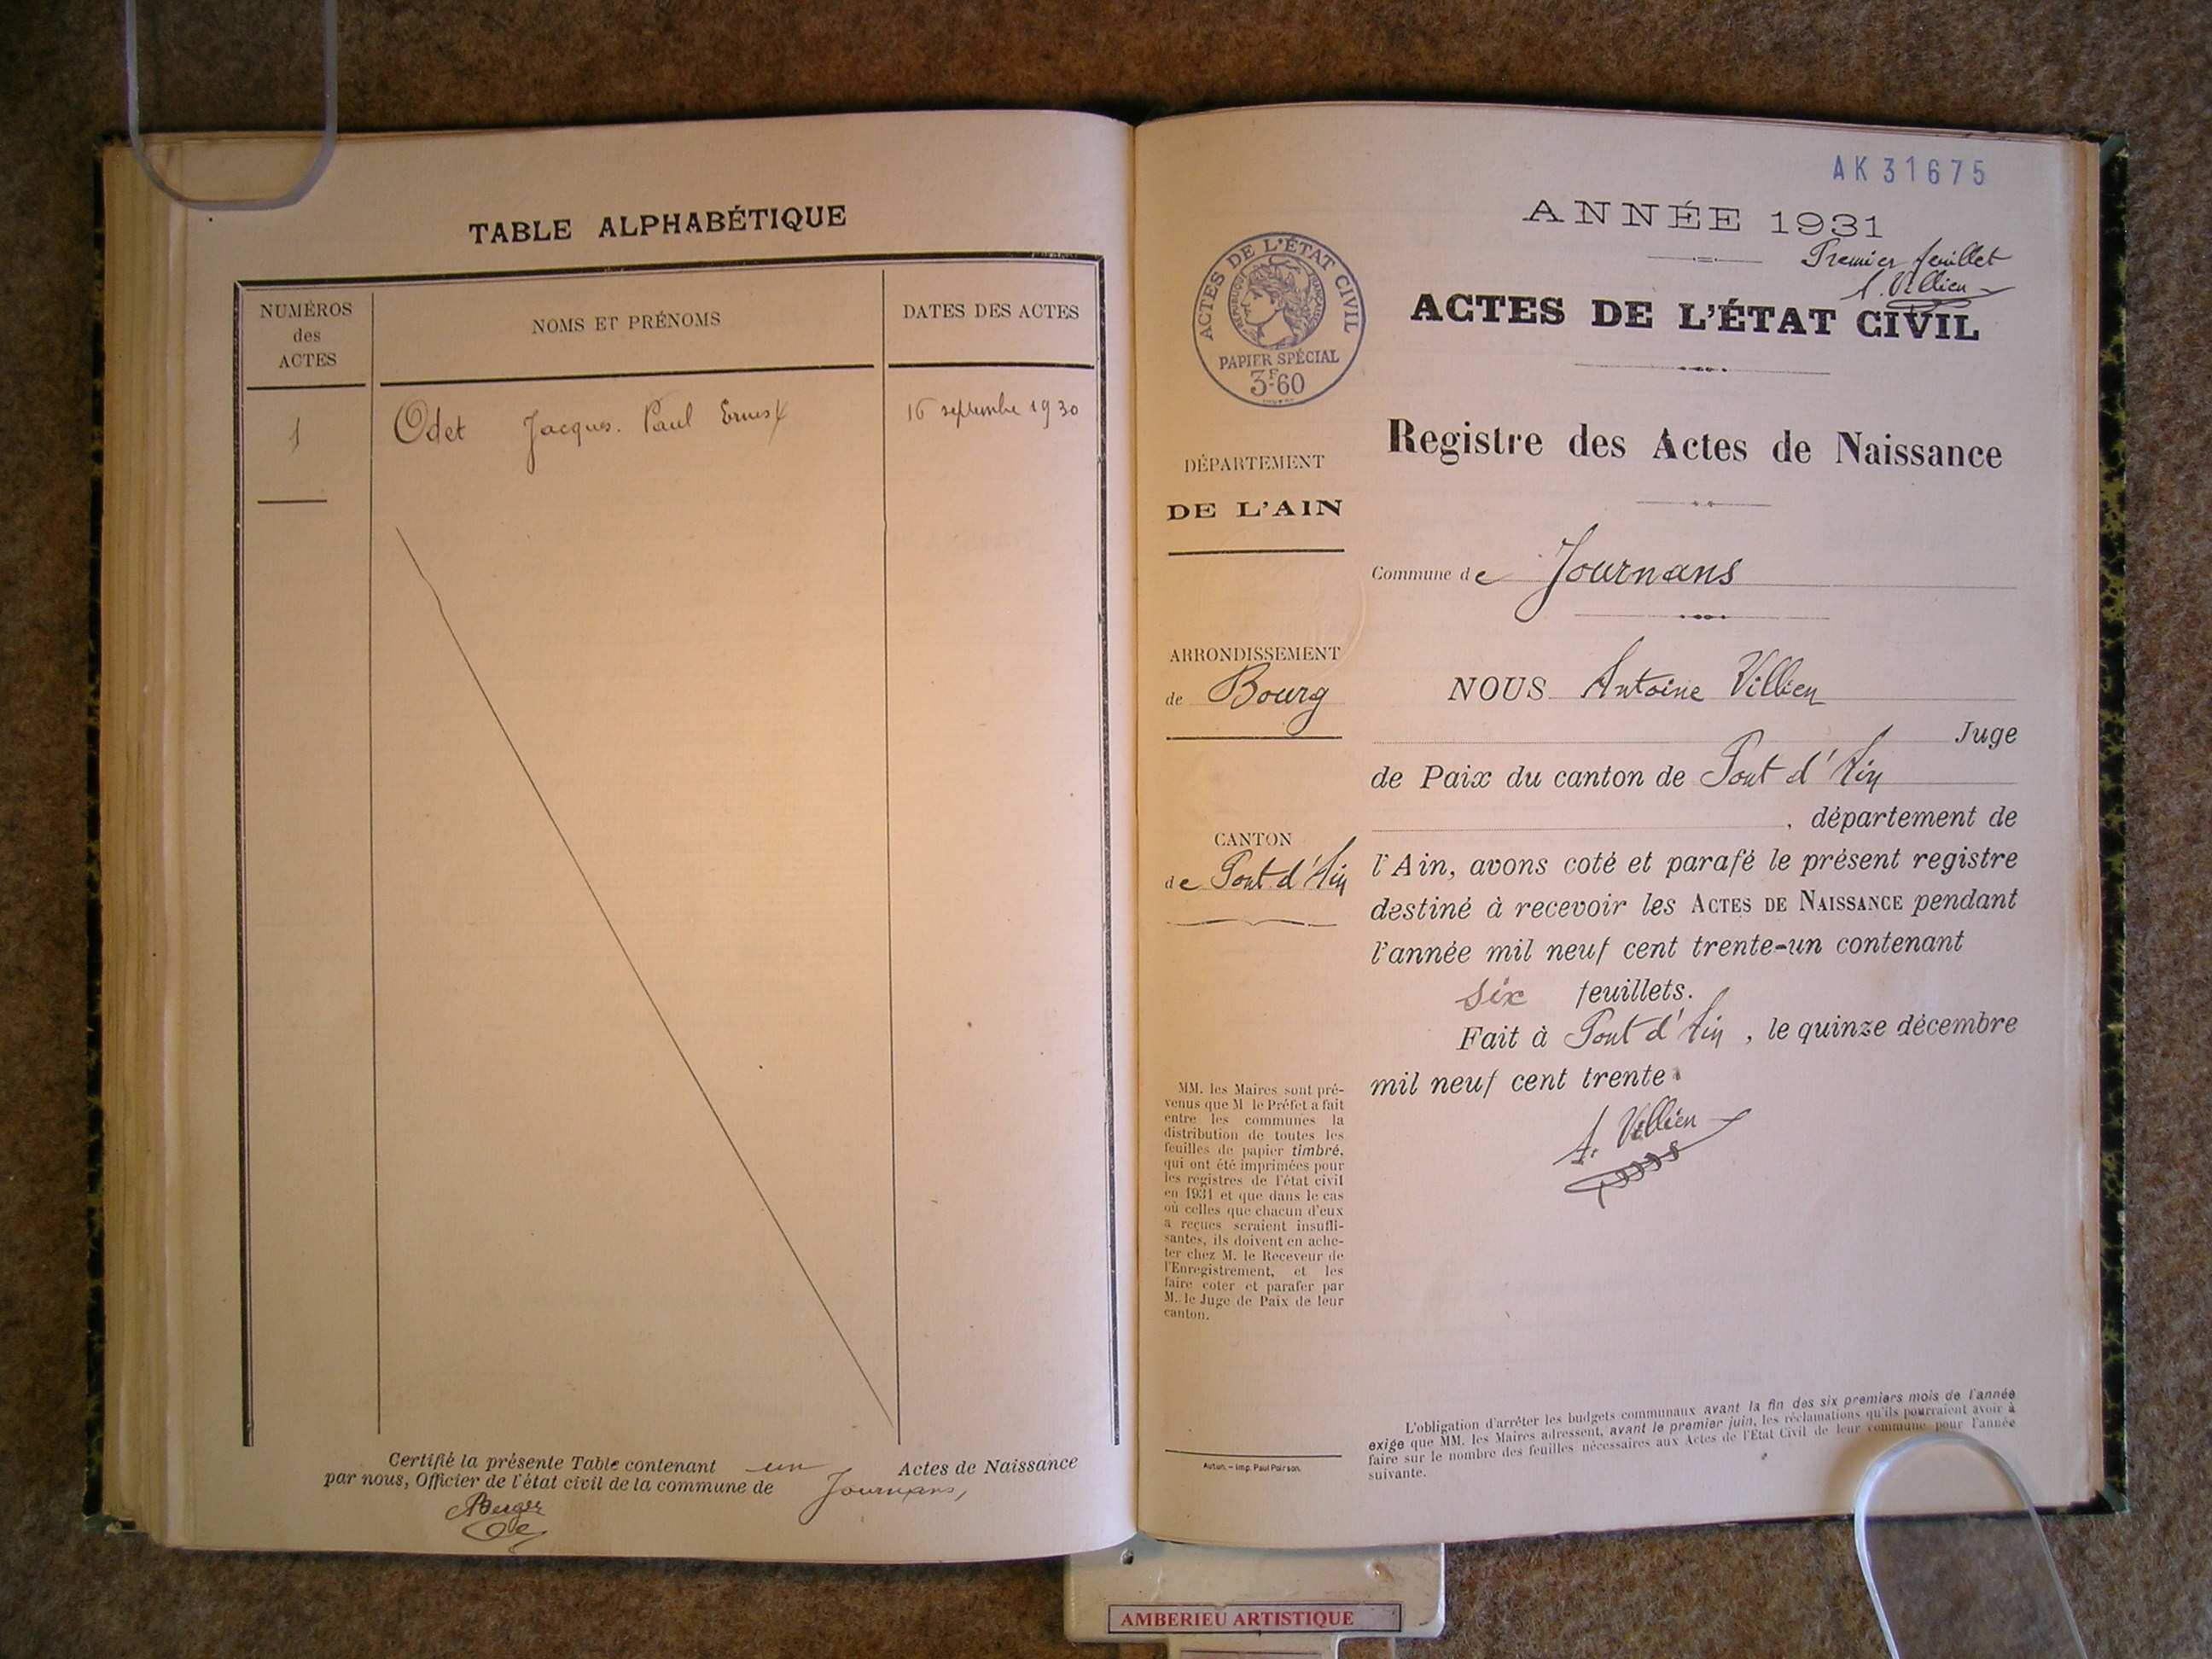 TABLE ALPHABÉTIQUE
NUMÉROS
des
ACTES
NOMS ET PRÉNOMS
DATES DES ACTES
1
Odet Jacques. Paul Ernest
16 septembre 1930
Certifié la présente Table contenant un Actes de Naissance
par nous, Officier de l'état civil de la commune de Journans,
Berger
AK 31675
ANNÉE 1931
Premier feuillet
A. Villien
ACTES DE L'ÉTAT CIVIL
RÉPUBLIQUE FRANÇAISE
PAPIER SPÉCIAL
3F.60
ACTES DE L'ÉTAT CIVIL
Registre des Actes de Naissance
DÉPARTEMENT
DE L'AIN
Commune de Journans
ARRONDISSEMENT
de Bourg
NOUS Antoine Villien
Juge
de Paix du canton de Pont d'Ain
, département de
CANTON
de Pont d'Ain
l'Ain, avons coté et parafé le présent registre
destiné à recevoir les ACTES DE NAISSANCE pendant
l'année mil neuf cent trente-un contenant
six feuillets.
Fait à Pont d'Ain, le quinze décembre
mil neuf cent trente
A. Villien
MM. les Maires sont pré-
venus que M le Préfet a fait
entre les communes la
distribution de toutes les
feuilles de papier timbré,
qui ont été imprimées pour
les registres de l'état civil
en 1931 et que dans le cas
où celles que chacun d'eux
a reçues seraient insuffi-
santes, ils doivent en ache-
ter chez M. le Receveur de
l'Enregistrement, et les
faire coter et parafer par
M. le Juge de Paix de leur
canton.
Autun. - Imp. Paul Poirson.
L'obligation d'arrêter les budgets communaux avant la fin des six premiers mois de l'année
exige que MM. les Maires adressent, avant le premier juin, les réclamations qu'ils pourraient avoir à
faire sur le nombre des feuilles nécessaires aux Actes de l'Etat Civil de leur commune pour l'année
suivante.
AMBERIEU ARTISTIQUE